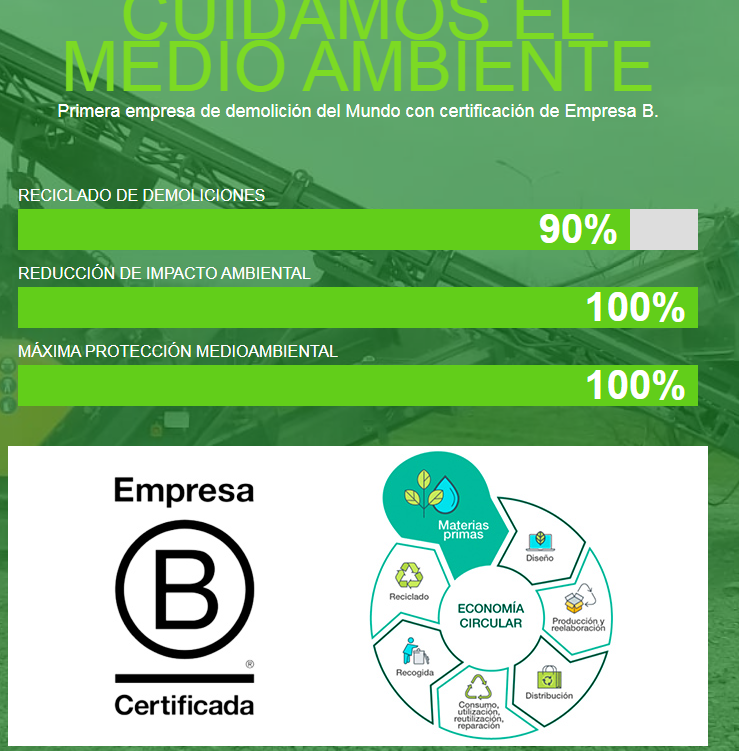 CUIDAMOS EL
MEDIO AMBIENTE
Primera empresa de demolición del Mundo con certificación de Empresa B.
RECICLADO DE DEMOLICIONES
90%
REDUCCIÓN DE IMPACTO AMBIENTAL
100%
MÁXIMA PROTECCIÓN MEDIOAMBIENTAL
100%
Empresa
B
®
Certificada
Materias
primas
Diseño
Producción y
reelaboración
Distribución
Consumo,
utilización,
reutilización,
reparación
Recogida
Reciclado
ECONOMÍA
CIRCULAR